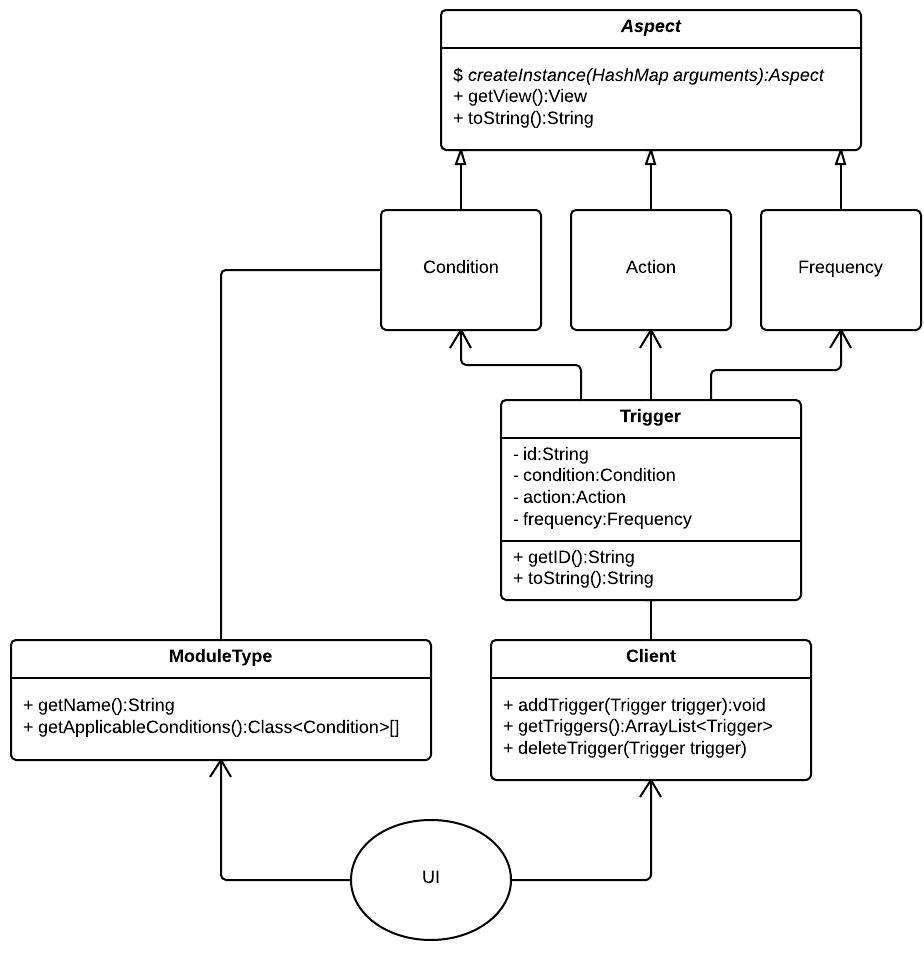 Aspect
$ createInstance(HashMap arguments):Aspect
+ getView():View
+ toString():String
Condition
Action
Frequency
Trigger
- id:String
- condition:Condition
- action:Action
- frequency:Frequency
+ getID():String
+ toString():String
ModuleType
+ getName():String
+ getApplicableConditions():Class<Condition>[]
Client
+ addTrigger(Trigger trigger):void
+ getTriggers():ArrayList<Trigger>
+ deleteTrigger(Trigger trigger)
UI